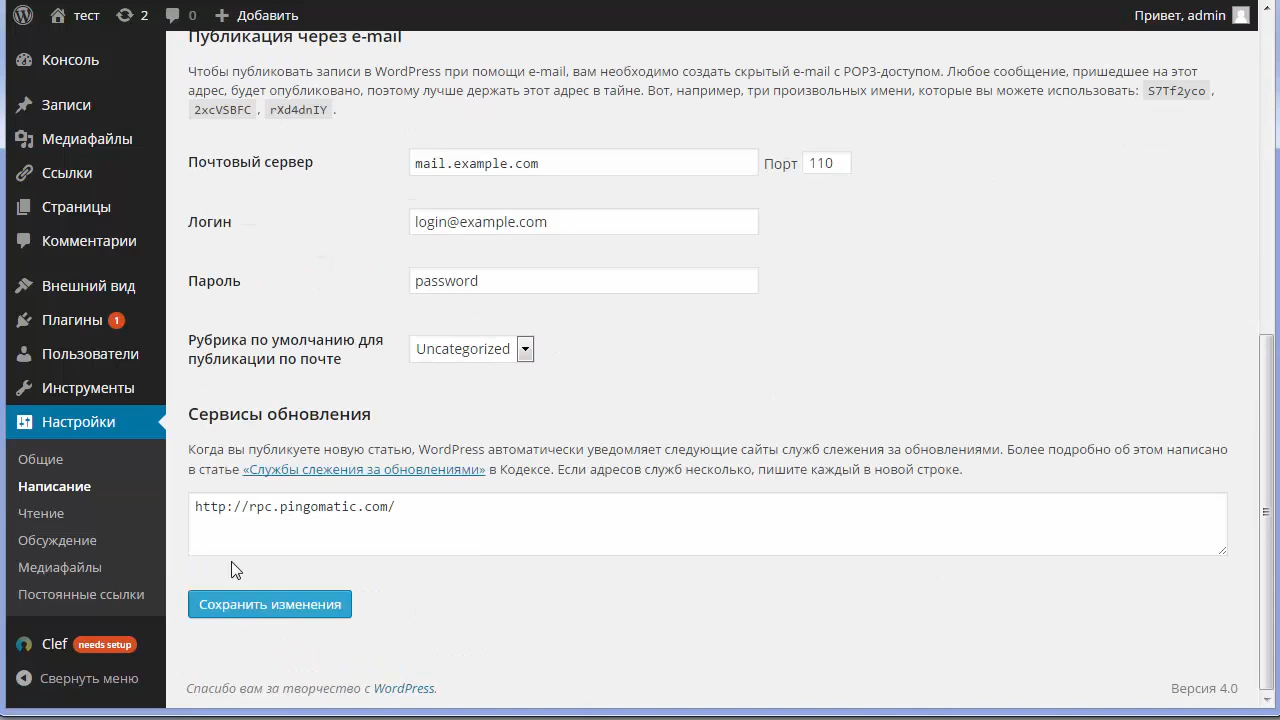 тест 2 0 Добавить Привет, admin
Консоль
Записи
Медиафайлы
Ссылки
Страницы
Комментарии
Внешний вид
Плагины 1
Пользователи
Инструменты
Настройки
Общие
Написание
Чтение
Обсуждение
Медиафайлы
Постоянные ссылки
Clef needs setup
Свернуть меню
Публикация через e-mail
Чтобы публиковать записи в WordPress при помощи e-mail, вам необходимо создать скрытый e-mail с POP3-доступом. Любое сообщение, пришедшее на этот
адрес, будет опубликовано, поэтому лучше держать этот адрес в тайне. Вот, например, три произвольных имени, которые вы можете использовать: S7Tf2yco ,
2xcVSBFC , rXd4dnIY .
Почтовый сервер mail.example.com Порт 110
Логин login@example.com
Пароль password
Рубрика по умолчанию для
публикации по почте Uncategorized
Сервисы обновления
Когда вы публикуете новую статью, WordPress автоматически уведомляет следующие сайты служб слежения за обновлениями. Более подробно об этом написано
в статье «Службы слежения за обновлениями» в Кодексе. Если адресов служб несколько, пишите каждый в новой строке.
http://rpc.pingomatic.com/
Сохранить изменения
Спасибо вам за творчество с WordPress. Версия 4.0